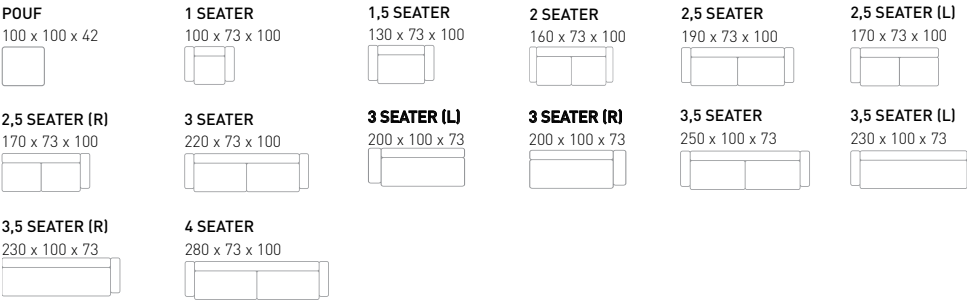 POUF
100 x 100 x 42
1 SEATER
100 x 73 x 100
1,5 SEATER
130 x 73 x 100
2 SEATER
160 x 73 x 100
2,5 SEATER
190 x 73 x 100
2,5 SEATER (L)
170 x 73 x 100
2,5 SEATER (R)
170 x 73 x 100
3 SEATER
220 x 73 x 100
3 SEATER (L)
200 x 100 x 73
3 SEATER (R)
200 x 100 x 73
3,5 SEATER
250 x 100 x 73
3,5 SEATER (L)
230 x 100 x 73
3,5 SEATER (R)
230 x 100 x 73
4 SEATER
280 x 73 x 100